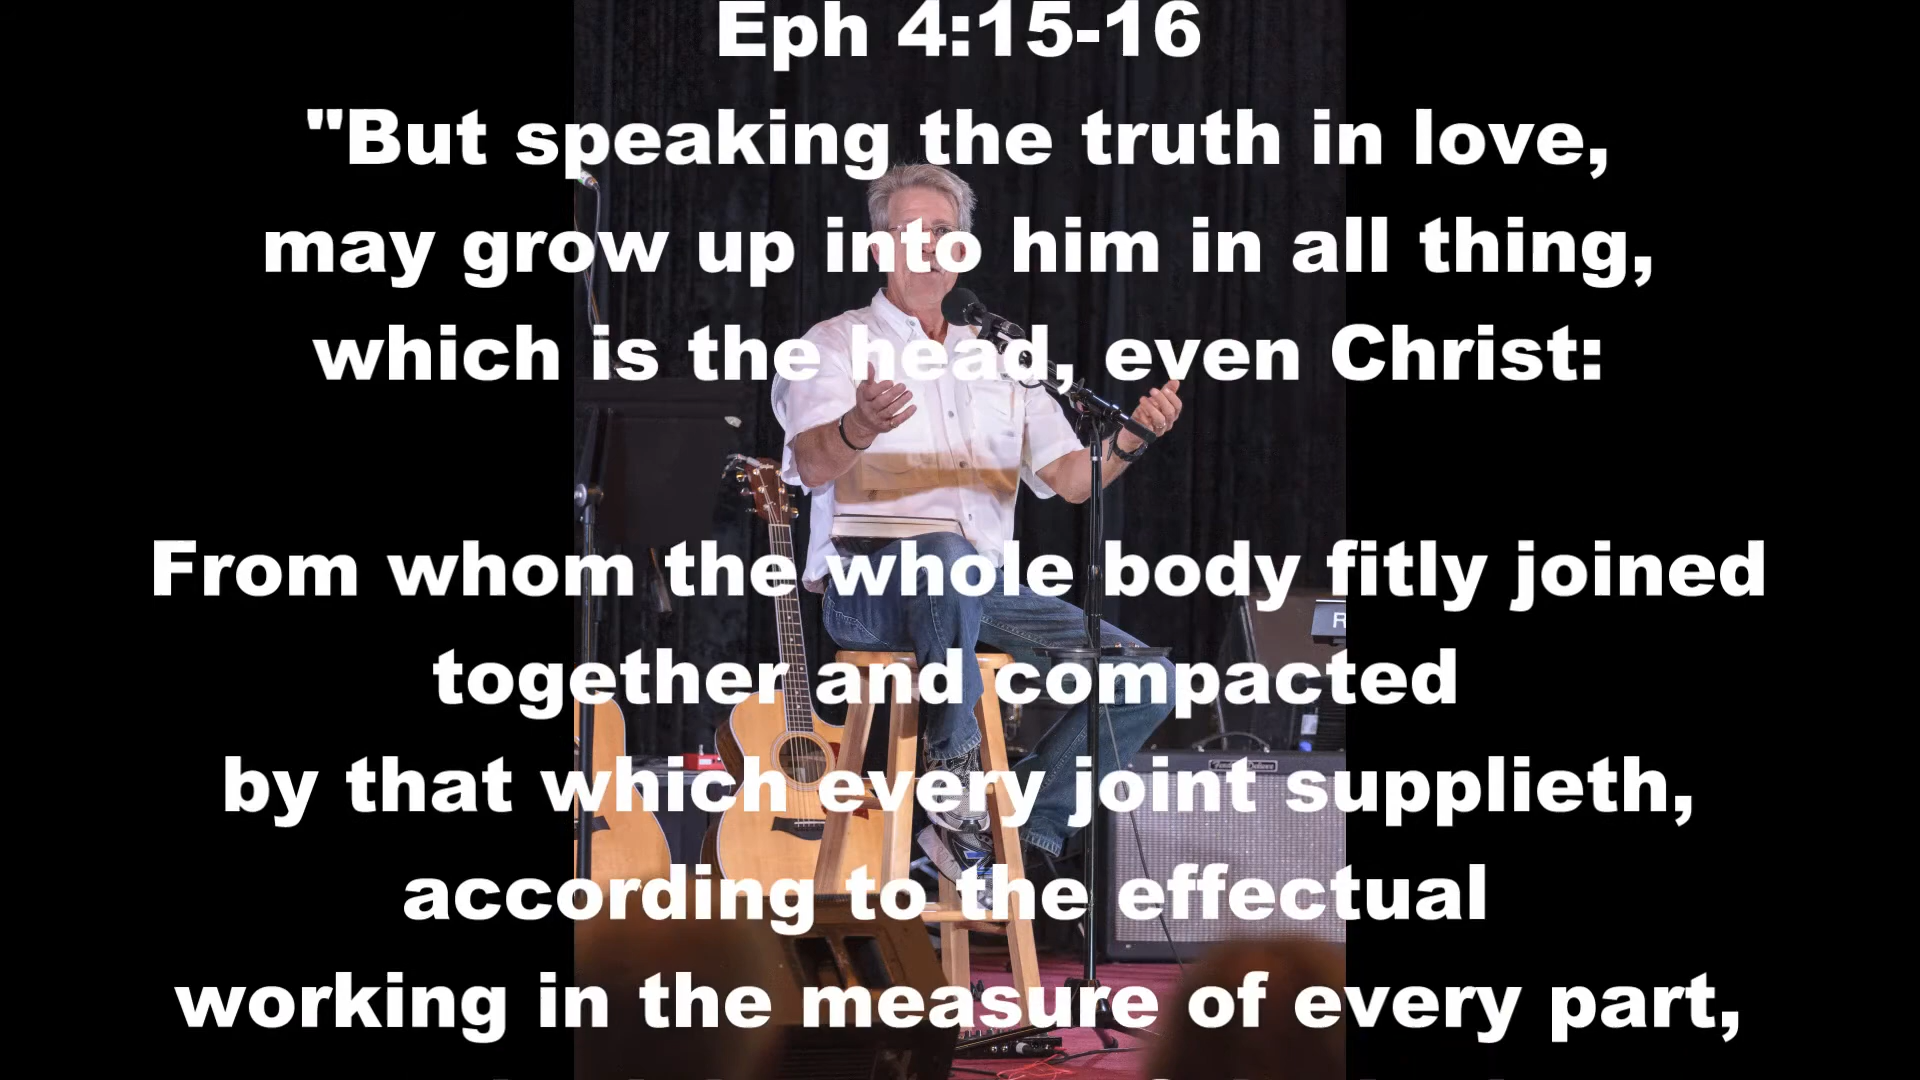 Eph 4:15-16
"But speaking the truth in love,
may grow up into him in all thing,
which is the head, even Christ:
From whom the whole body fitly joined
together and compacted
by that which every joint supplieth,
according to the effectual
working in the measure of every part,
R